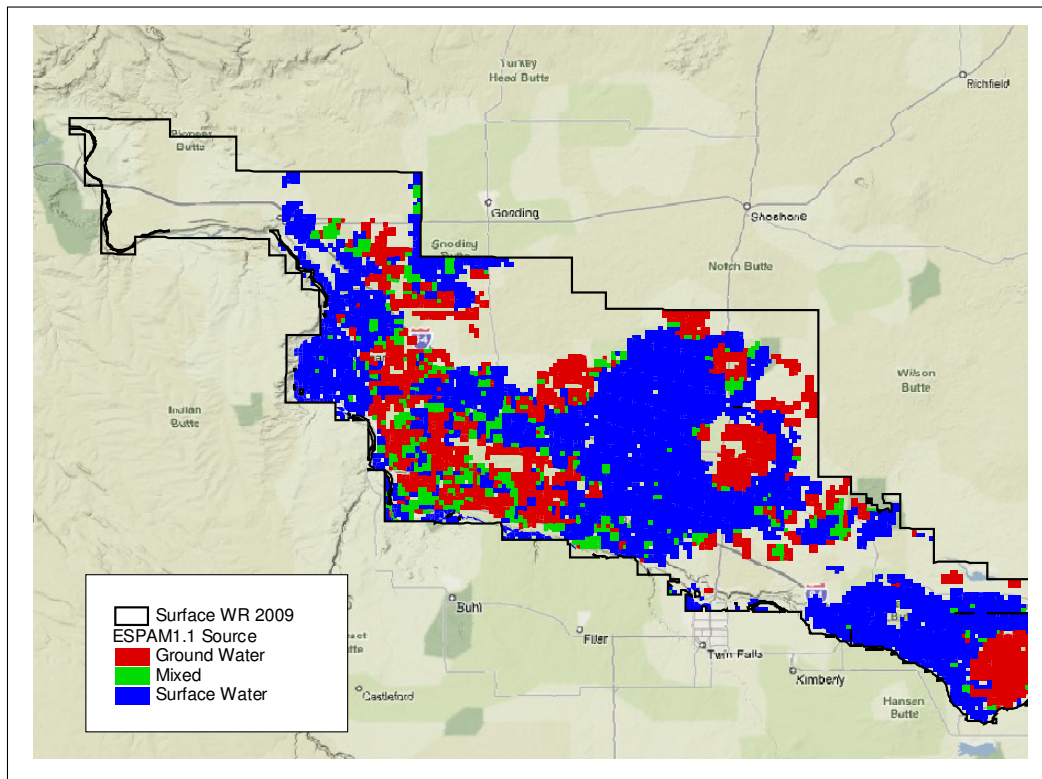 Turkey
Head Butte
Richfield
Pioneer
Butte
Gooding
Shoshone
Gooding
Butte
Notch Butte
Wilson
Butte
Indian
Butte
Buhl
Filer
Twin Falls
Kimberly
Castleford
Hansen
Butte
Surface WR 2009
ESPAM1.1 Source
Ground Water
Mixed
Surface Water